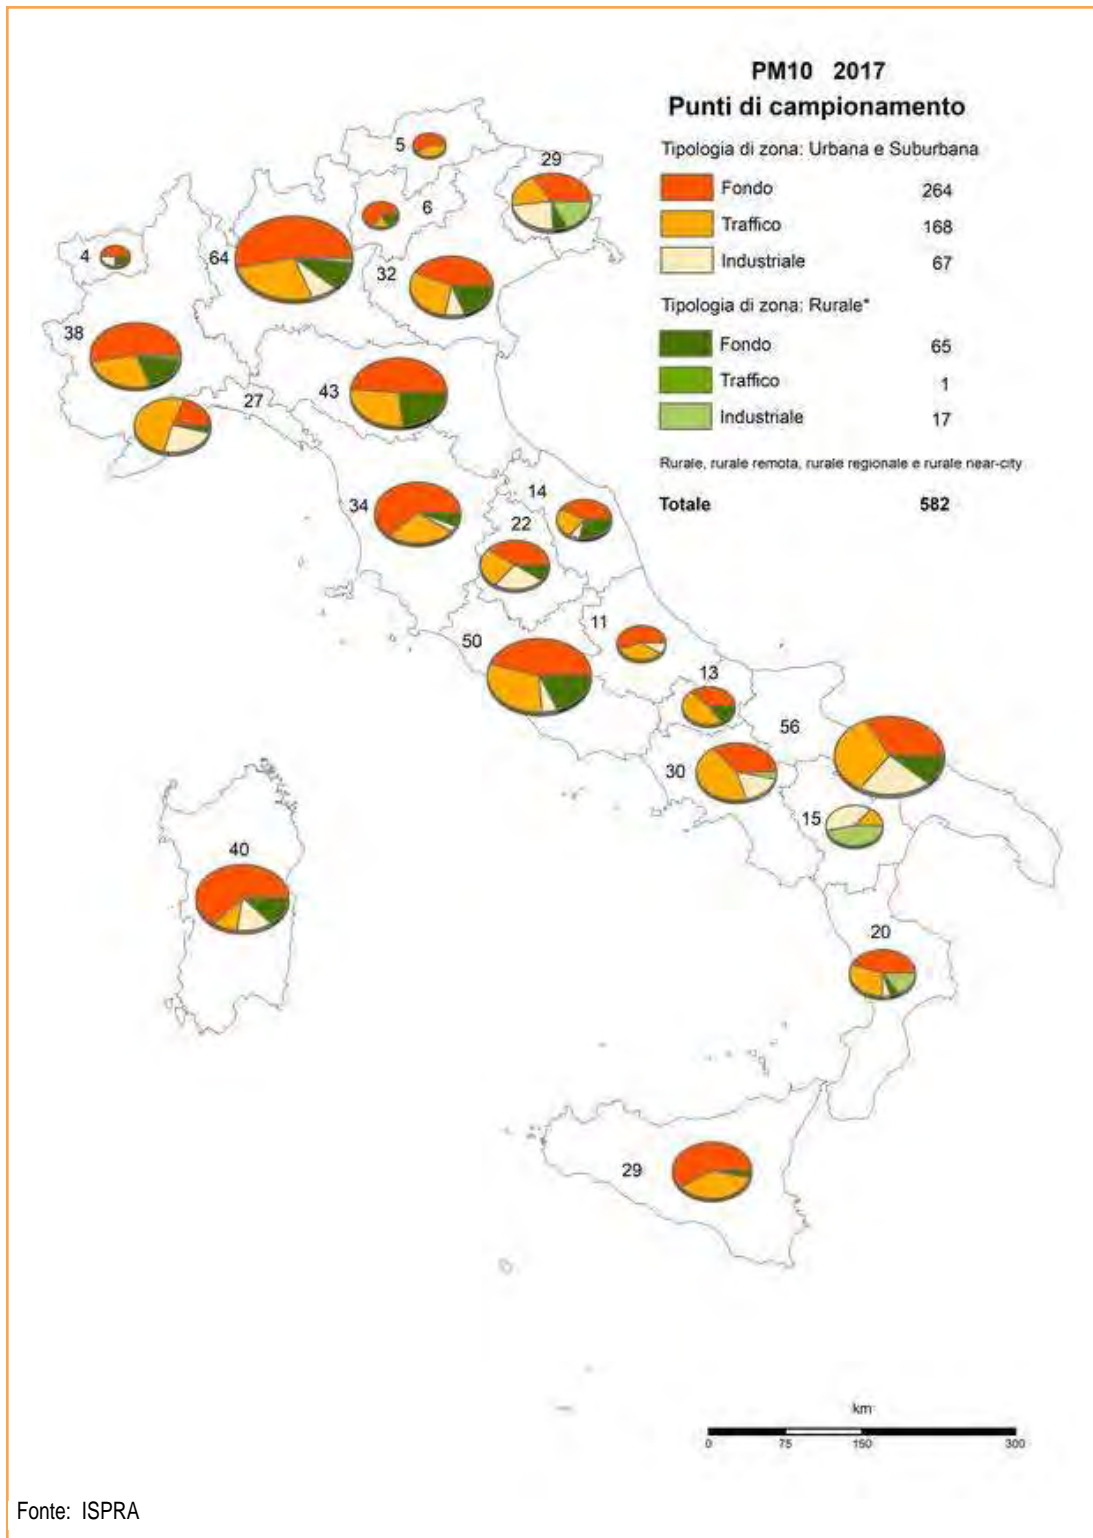 PM10 2017
Punti di campionamento
Tipologia di zona: Urbana e Suburbana
Fondo 264
Traffico 168
Industriale 67
Tipologia di zona: Rurale*
Fondo 65
Traffico 1
Industriale 17
Rurale, rurale remota, rurale regionale e rurale near-city
Totale 582
5
29
6
4
64
32
38
43
27
34
14
22
11
50
13
56
30
15
40
20
29
km
0 75 150 300
Fonte: ISPRA